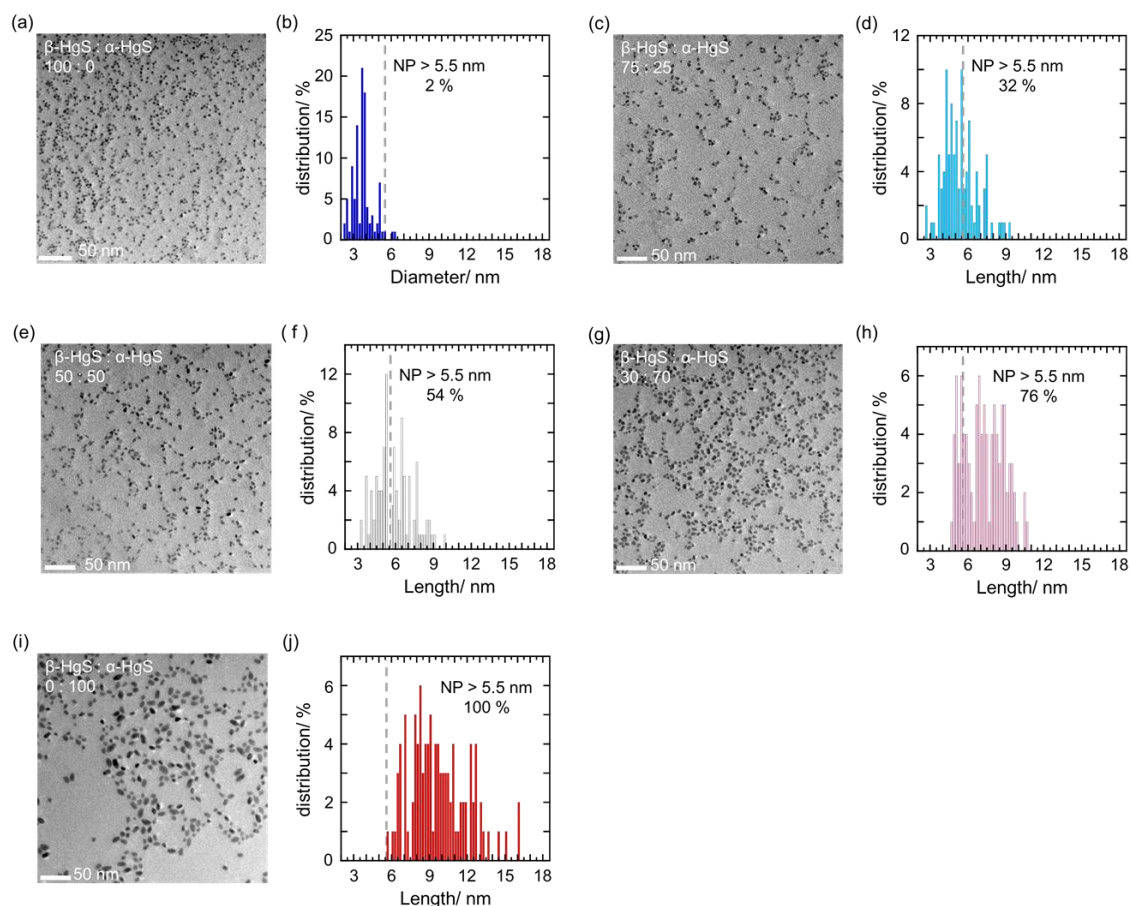 (a)
β-HgS : α-HgS
100 : 0
50 nm
(b)
25
20
15
10
5
0
distribution/ %
NP > 5.5 nm
2 %
3 6 9 12 15 18
Diameter/ nm
(c)
β-HgS : α-HgS
75 : 25
50 nm
(d)
12
8
4
0
distribution/ %
NP > 5.5 nm
32 %
3 6 9 12 15 18
Length/ nm
(e)
β-HgS : α-HgS
50 : 50
50 nm
( f )
12
8
4
0
distribution/ %
NP > 5.5 nm
54 %
3 6 9 12 15 18
Length/ nm
(g)
β-HgS : α-HgS
30 : 70
50 nm
(h)
6
4
2
0
distribution/ %
NP > 5.5 nm
76 %
3 6 9 12 15 18
Length/ nm
(i)
β-HgS : α-HgS
0 : 100
50 nm
(j)
6
4
2
0
distribution/ %
NP > 5.5 nm
100 %
3 6 9 12 15 18
Length/ nm